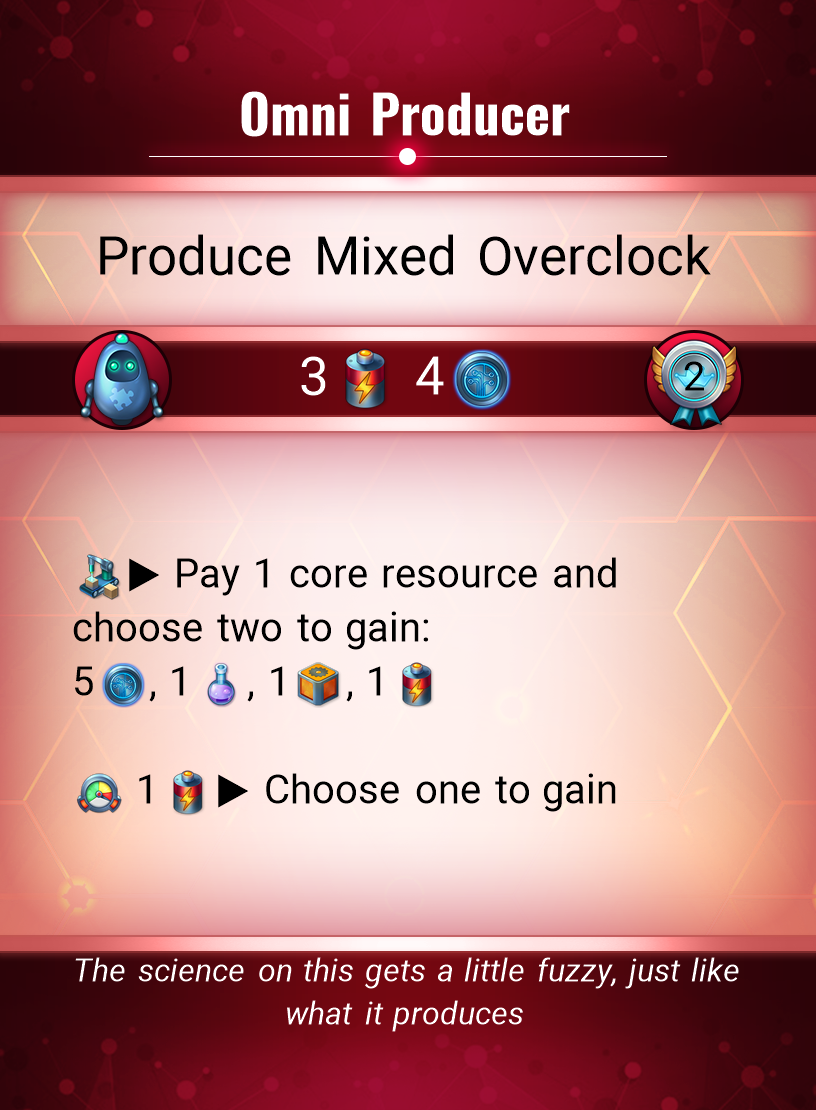 Omni Producer
Produce Mixed Overclock
3 4 2
▶ Pay 1 core resource and
choose two to gain:
5 , 1 , 1 , 1
1 ▶ Choose one to gain
The science on this gets a little fuzzy, just like
what it produces